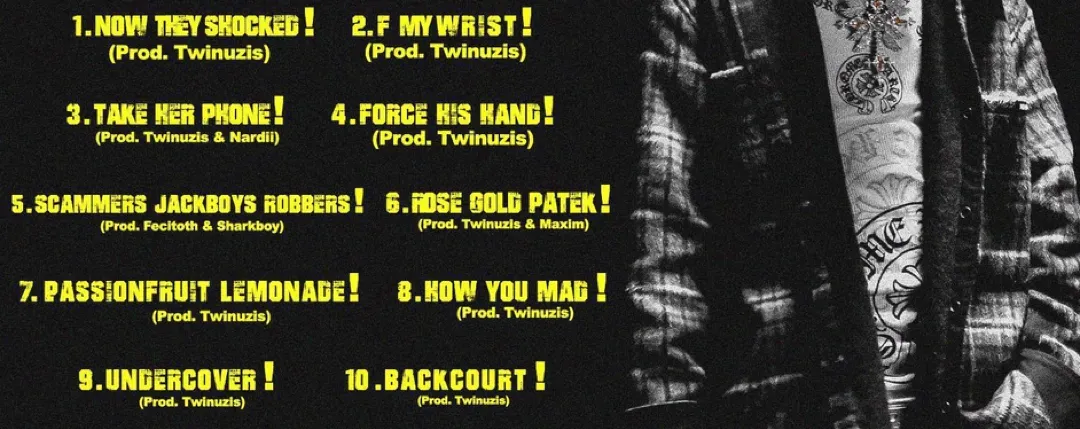 1. NOW THEY SHOCKED!
(Prod. Twinuzis)
2. F MY WRIST!
(Prod. Twinuzis)
3. TAKE HER PHONE!
(Prod. Twinuzis & Nardii)
4. FORCE HIS HAND!
(Prod. Twinuzis)
5. SCAMMERS JACKBOYS ROBBERS!
(Prod. Fecitoth & Sharkboy)
6. ROSE GOLD PATEK!
(Prod. Twinuzis & Maxim)
7. PASSIONFRUIT LEMONADE!
(Prod. Twinuzis)
8. HOW YOU MAD!
(Prod. Twinuzis)
9. UNDERCOVER!
(Prod. Twinuzis)
10. BACKCOURT!
(Prod. Twinuzis)